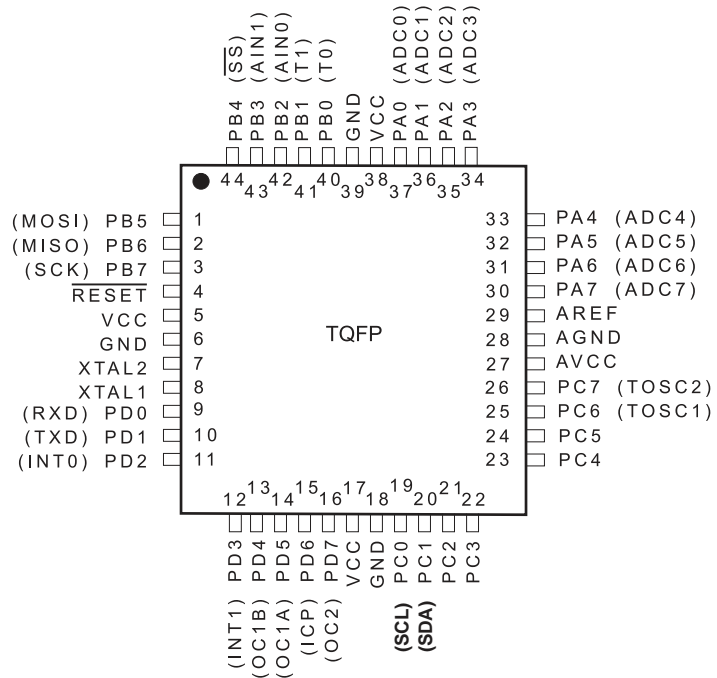 PB4 (SS)
PB3 (AIN1)
PB2 (AIN0)
PB1 (T1)
PB0 (T0)
GND
VCC
PA0 (ADC0)
PA1 (ADC1)
PA2 (ADC2)
PA3 (ADC3)
44 43 42 41 40 39 38 37 36 35 34
(MOSI) PB5 1
(MISO) PB6 2
(SCK) PB7 3
RESET 4
VCC 5
GND 6
XTAL2 7
XTAL1 8
(RXD) PD0 9
(TXD) PD1 10
(INT0) PD2 11
TQFP
33 PA4 (ADC4)
32 PA5 (ADC5)
31 PA6 (ADC6)
30 PA7 (ADC7)
29 AREF
28 AGND
27 AVCC
26 PC7 (TOSC2)
25 PC6 (TOSC1)
24 PC5
23 PC4
12 13 14 15 16 17 18 19 20 21 22
(INT1) PD3
(OC1B) PD4
(OC1A) PD5
(ICP) PD6
(OC2) PD7
VCC
GND
(SCL) PC0
(SDA) PC1
PC2
PC3